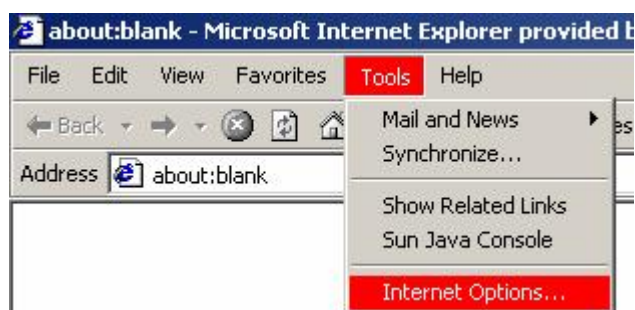 about:blank - Microsoft Internet Explorer provided b
File Edit View Favorites Tools Help
Back
Mail and News
es
Synchronize...
Address about:blank
Show Related Links
Sun Java Console
Internet Options...